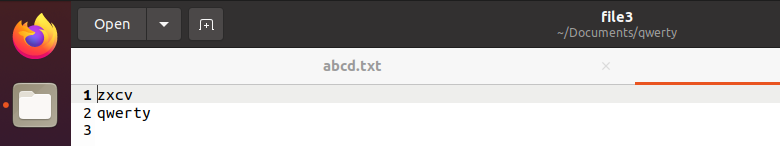 Open
file3
~/Documents/qwerty
abcd.txt ×
1 zxcv
2 qwerty
3